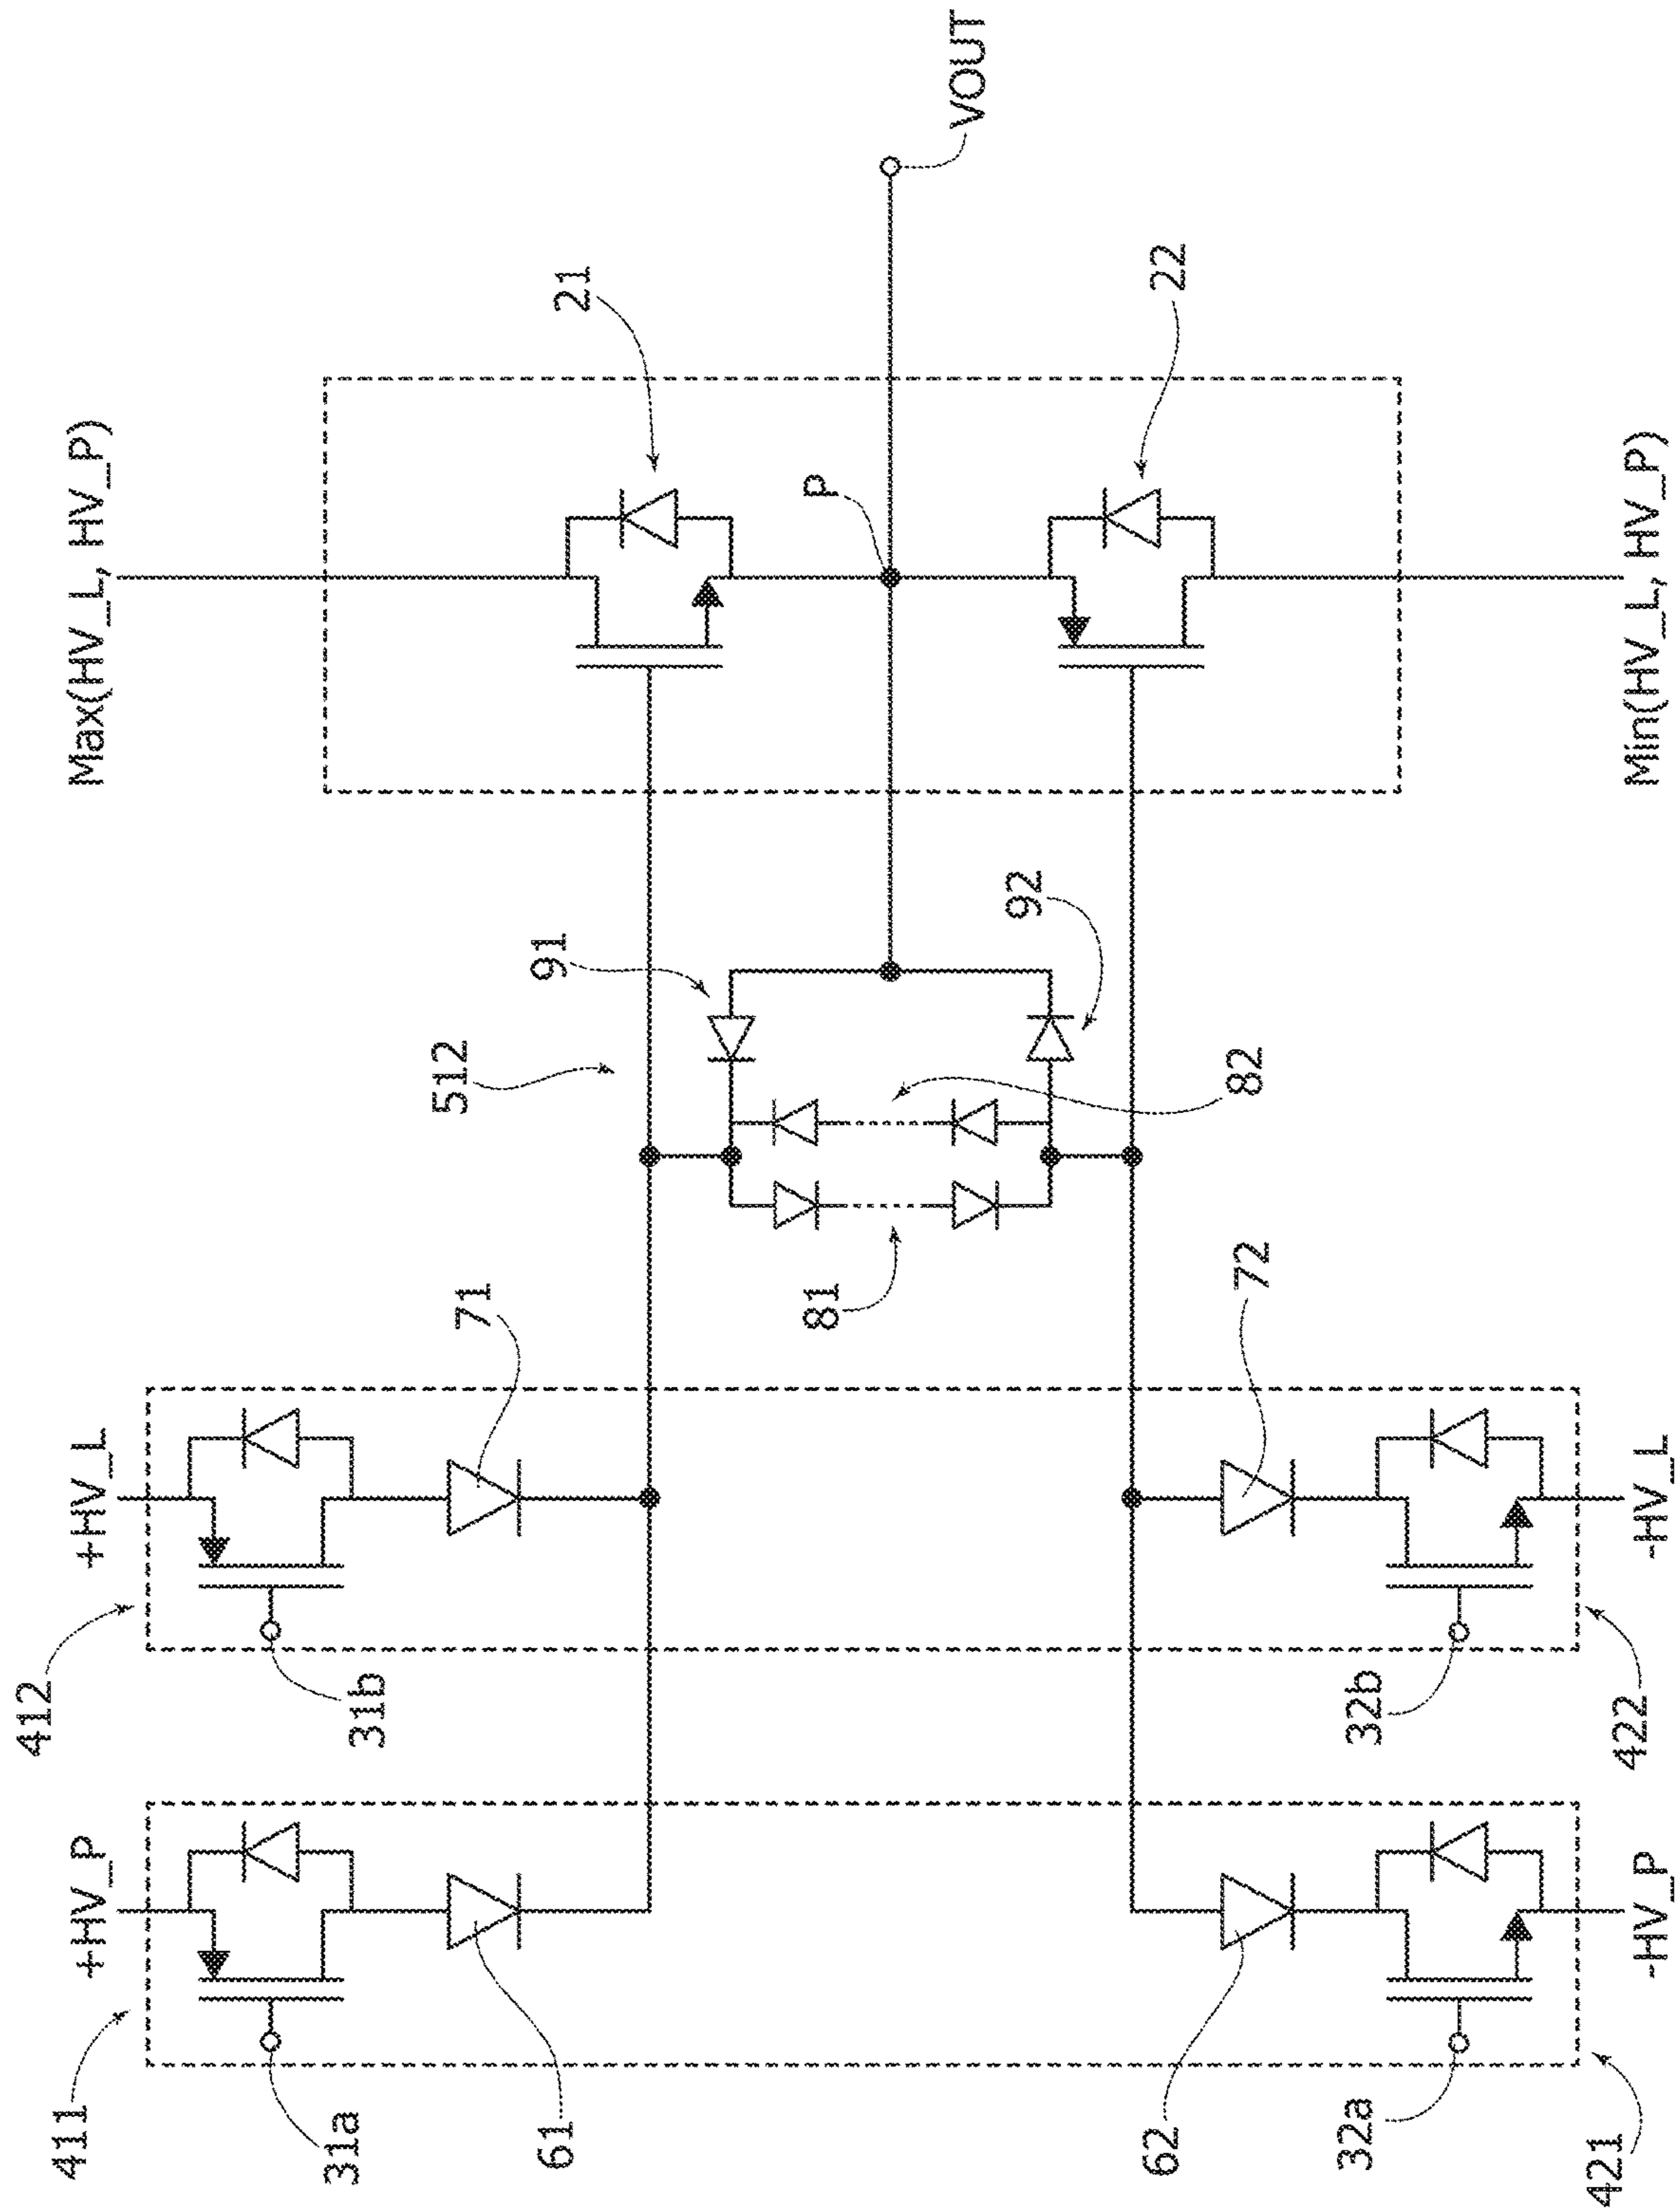 411
+HV_P
31a
61
62
32a
-HV_P
421
412
+HV_L
31b
71
72
32b
-HV_L
422
512
91
81
82
92
Max(HV_L, HV_P)
21
P
22
Min(HV_L, HV_P)
VOUT